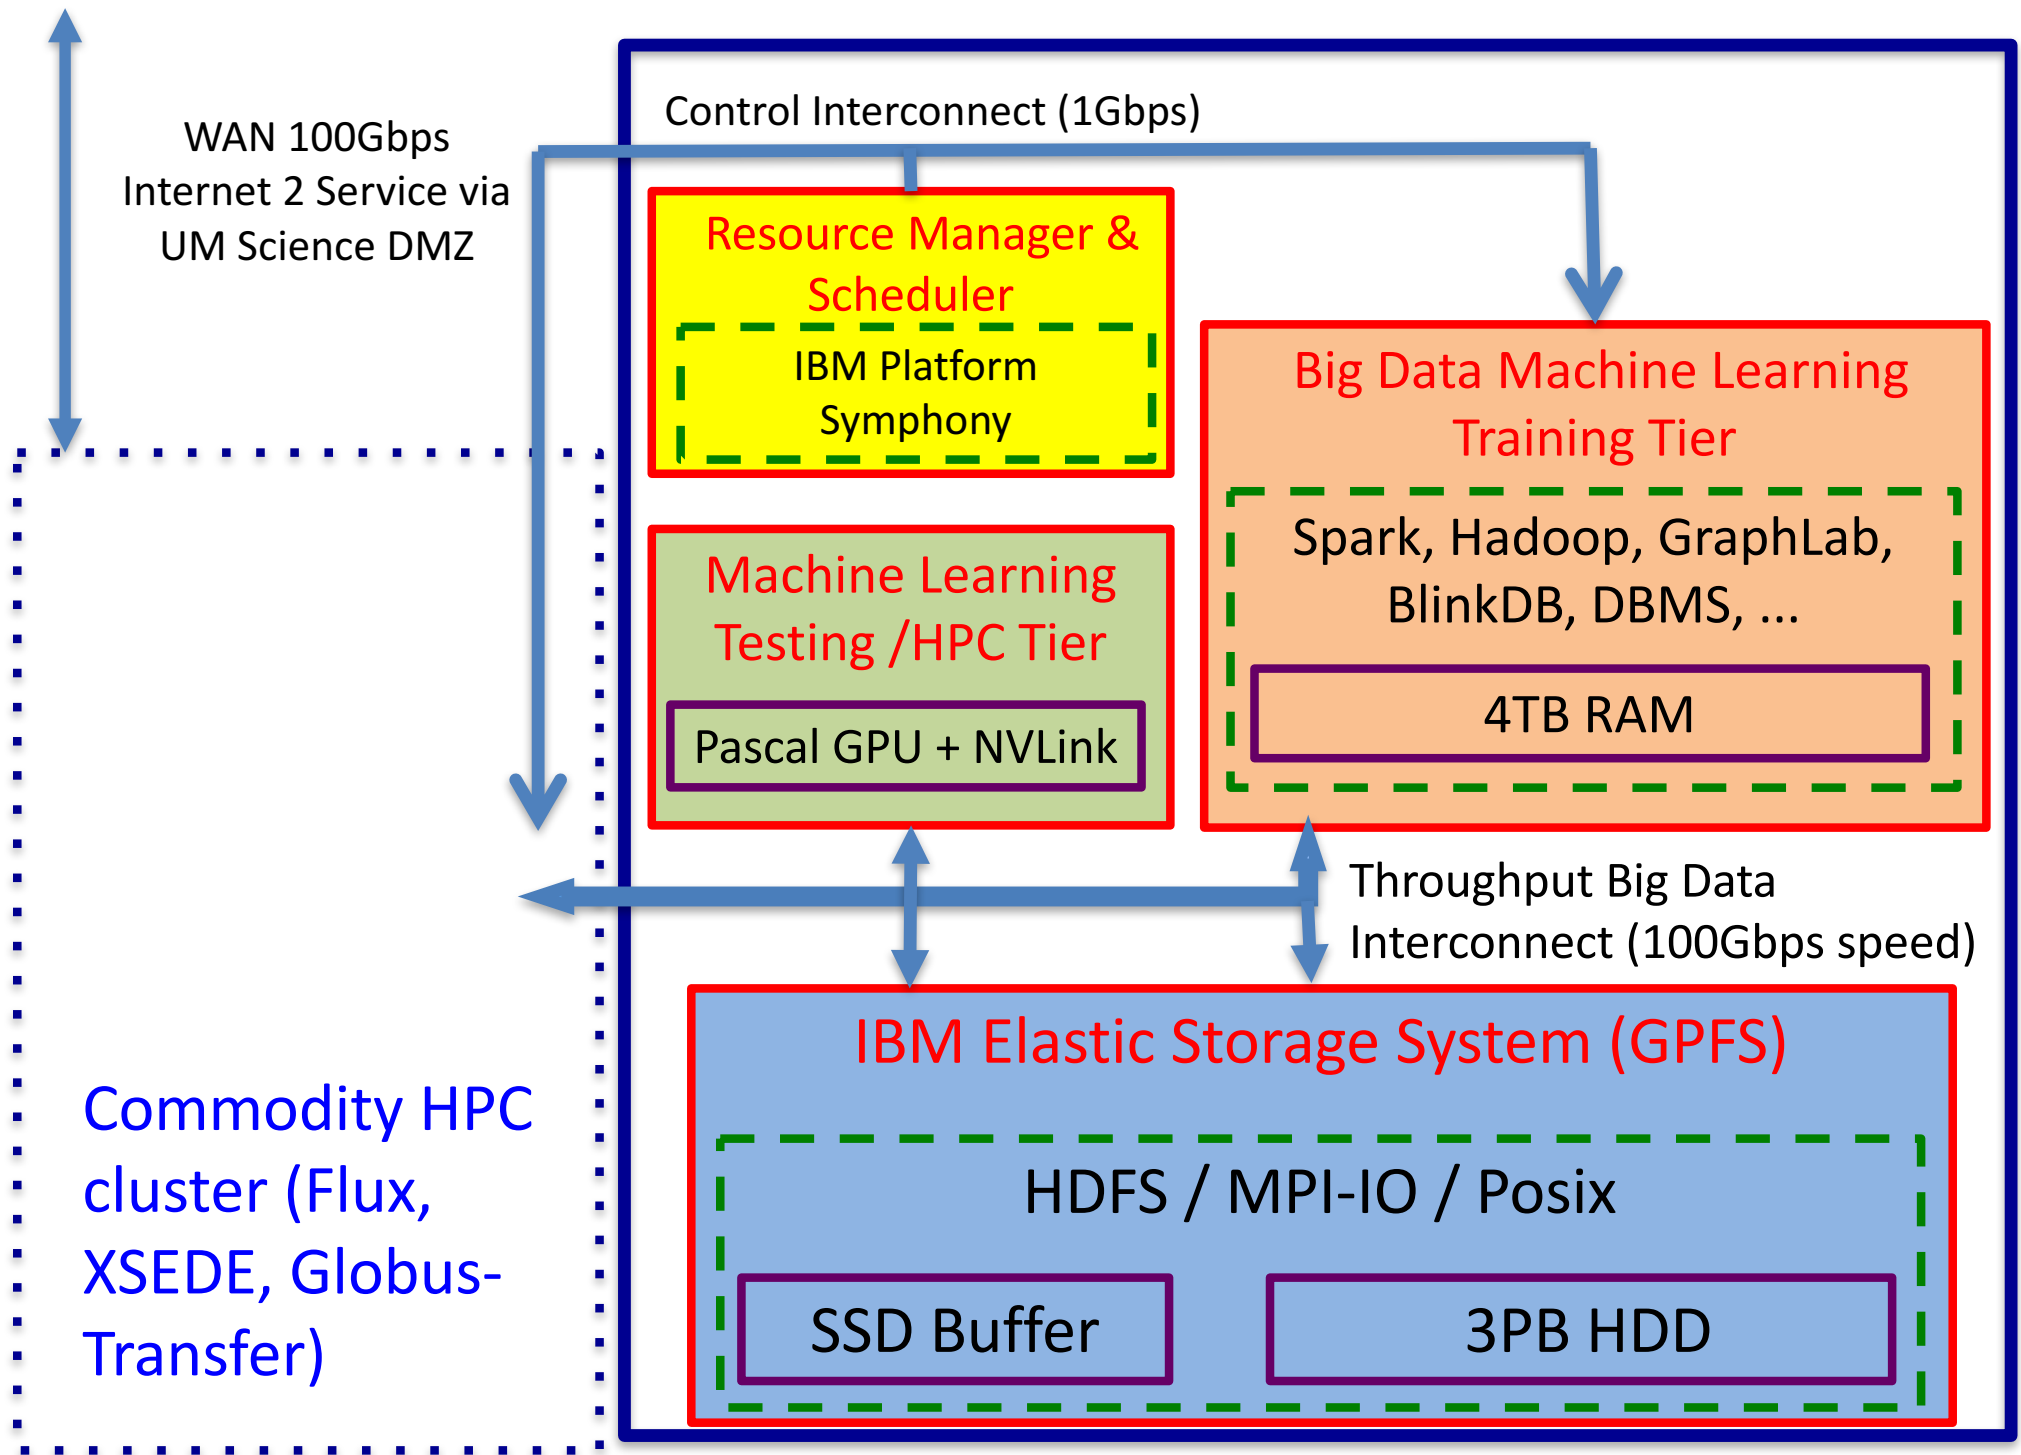 WAN 100Gbps
Internet 2 Service via
UM Science DMZ
Control Interconnect (1Gbps)
Resource Manager &
Scheduler
IBM Platform
Symphony
Big Data Machine Learning
Training Tier
Spark, Hadoop, GraphLab,
BlinkDB, DBMS, ...
4TB RAM
Machine Learning
Testing /HPC Tier
Pascal GPU + NVLink
Throughput Big Data
Interconnect (100Gbps speed)
IBM Elastic Storage System (GPFS)
HDFS / MPI-IO / Posix
SSD Buffer
3PB HDD
Commodity HPC
cluster (Flux,
XSEDE, Globus-
Transfer)